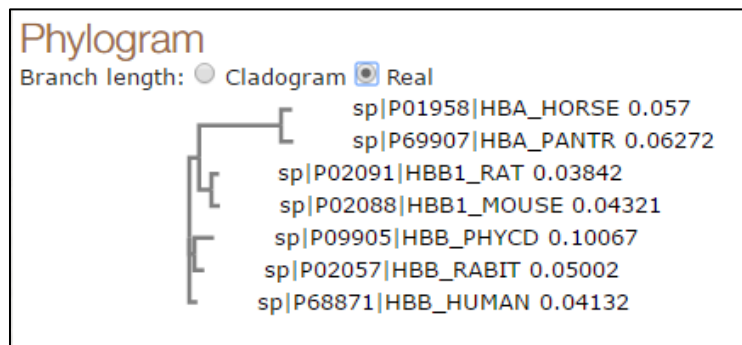 Phylogram
Branch length: Cladogram Real
sp|P01958|HBA_HORSE 0.057
sp|P69907|HBA_PANTR 0.06272
sp|P02091|HBB1_RAT 0.03842
sp|P02088|HBB1_MOUSE 0.04321
sp|P09905|HBB_PHYCD 0.10067
sp|P02057|HBB_RABIT 0.05002
sp|P68871|HBB_HUMAN 0.04132